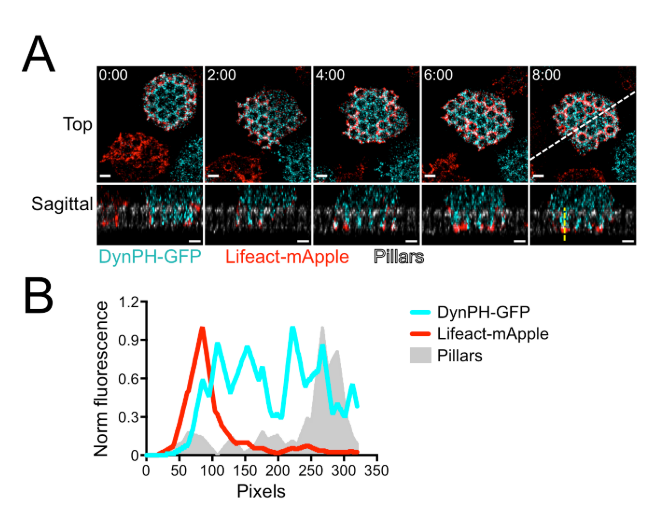 A
0:00 2:00 4:00 6:00 8:00
Top
Sagittal
DynPH-GFP Lifeact-mApple Pillars
B
Norm fluorescence
1.2
0.9
0.6
0.3
0
0 50 100 150 200 250 300 350
Pixels
DynPH-GFP
Lifeact-mApple
Pillars